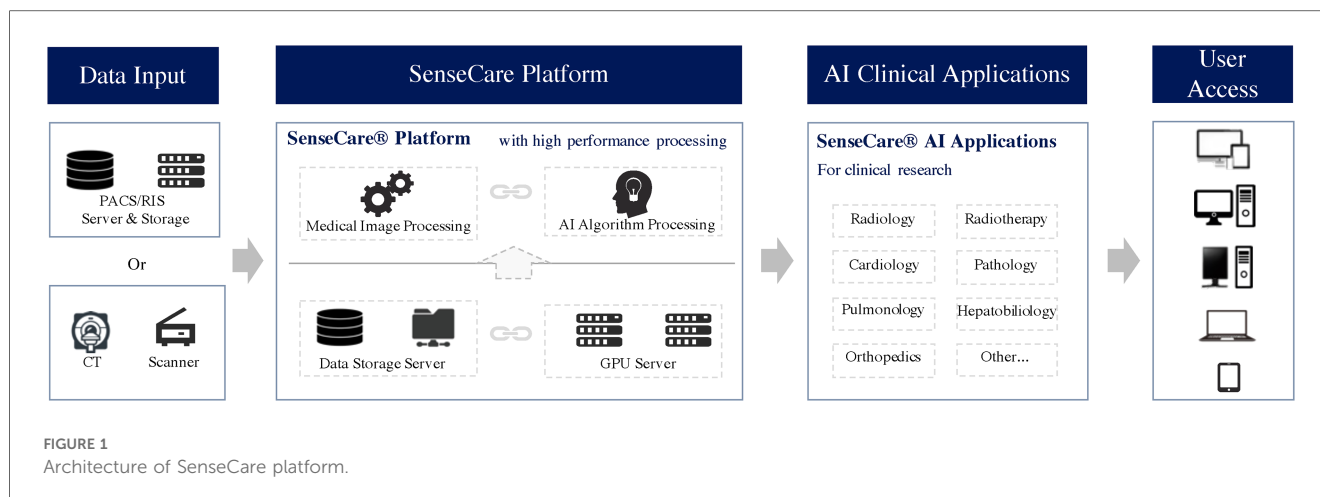 Data Input
SenseCare Platform
AI Clinical Applications
User
Access
PACS/RIS
Server & Storage
Or
CT
Scanner
SenseCare® Platform
with high performance processing
Medical Image Processing
AI Algorithm Processing
Data Storage Server
GPU Server
SenseCare® AI Applications
For clinical research
Radiology
Radiotherapy
Cardiology
Pathology
Pulmonology
Hepatobiliology
Orthopedics
Other...
FIGURE 1
Architecture of SenseCare platform.